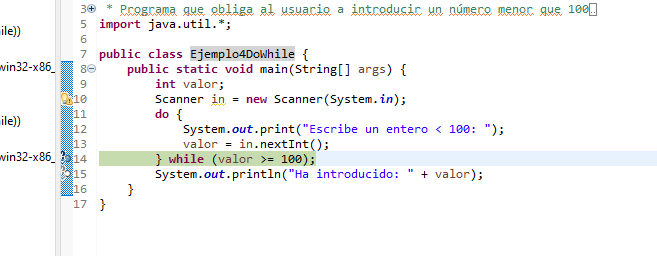 3 * Programa que obliga al usuario a introducir un número menor que 100
5 import java.util.*;
6
7 public class Ejemplo4DoWhile {
8 public static void main(String[] args) {
9 int valor;
10 Scanner in = new Scanner(System.in);
11 do {
12 System.out.print("Escribe un entero < 100: ");
13 valor = in.nextInt();
14 } while (valor >= 100);
15 System.out.println("Ha introducido: " + valor);
16 }
17 }
ile))
win32-x86_
ile))
win32-x86_